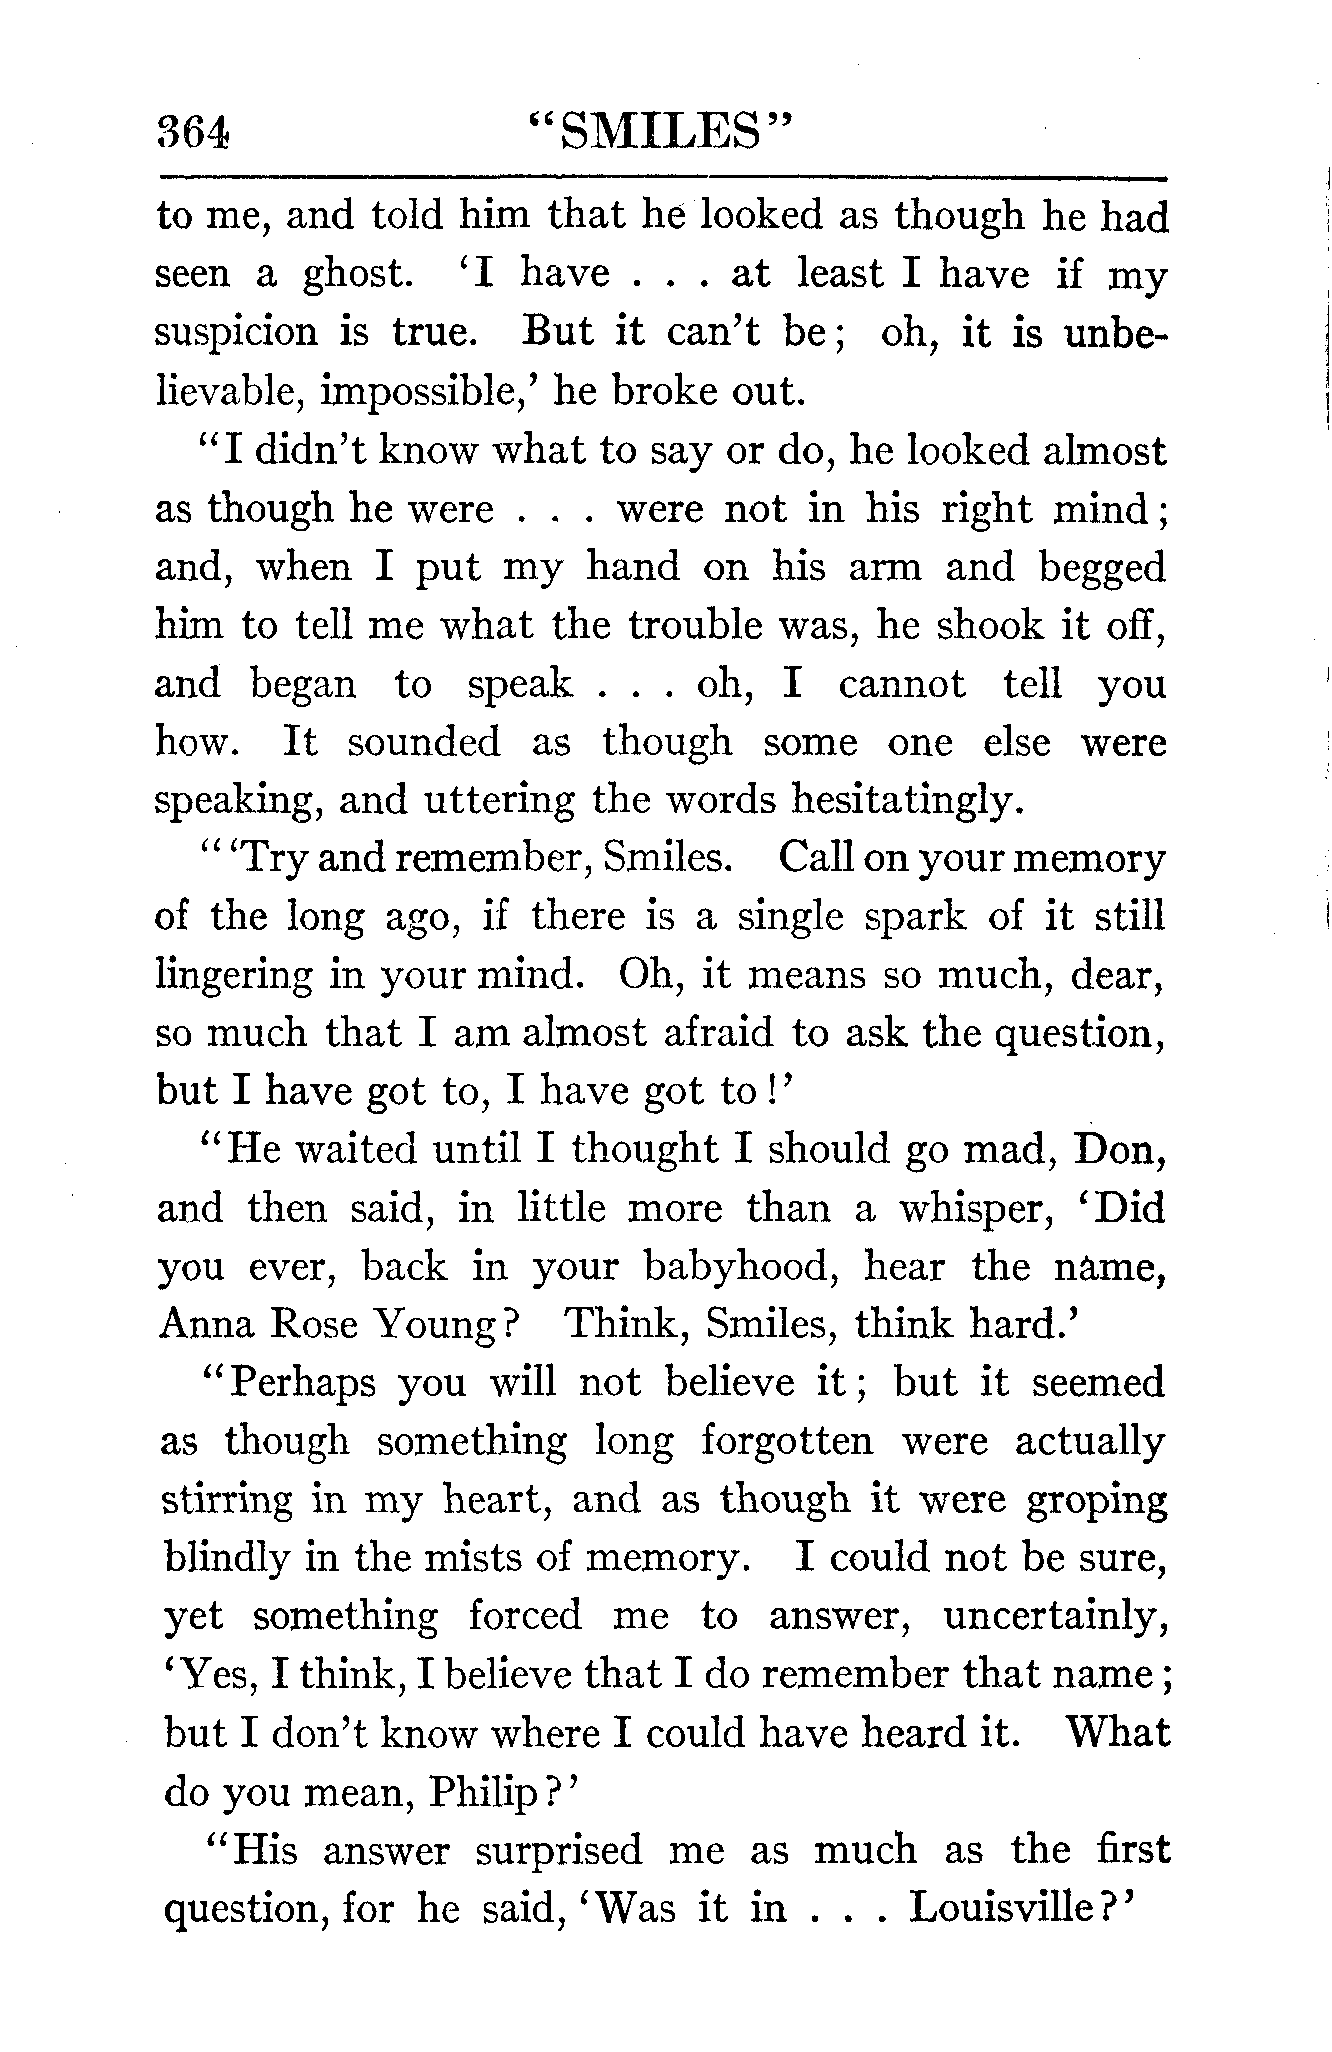 364 "SMILES"
to me, and told him that he looked as though he had
seen a ghost. 'I have . . . at least I have if my
suspicion is true. But it can't be; oh, it is unbe-
lievable, impossible,' he broke out.
"I didn't know what to say or do, he looked almost
as though he were . . . were not in his right mind;
and, when I put my hand on his arm and begged
him to tell me what the trouble was, he shook it off,
and began to speak . . . oh, I cannot tell you
how. It sounded as though some one else were
speaking, and uttering the words hesitatingly.
"'Try and remember, Smiles. Call on your memory
of the long ago, if there is a single spark of it still
lingering in your mind. Oh, it means so much, dear,
so much that I am almost afraid to ask the question,
but I have got to, I have got to!'
"He waited until I thought I should go mad, Don,
and then said, in little more than a whisper, 'Did
you ever, back in your babyhood, hear the name,
Anna Rose Young? Think, Smiles, think hard.'
"Perhaps you will not believe it; but it seemed
as though something long forgotten were actually
stirring in my heart, and as though it were groping
blindly in the mists of memory. I could not be sure,
yet something forced me to answer, uncertainly,
'Yes, I think, I believe that I do remember that name;
but I don't know where I could have heard it. What
do you mean, Philip?'
"His answer surprised me as much as the first
question, for he said, 'Was it in . . . Louisville?'